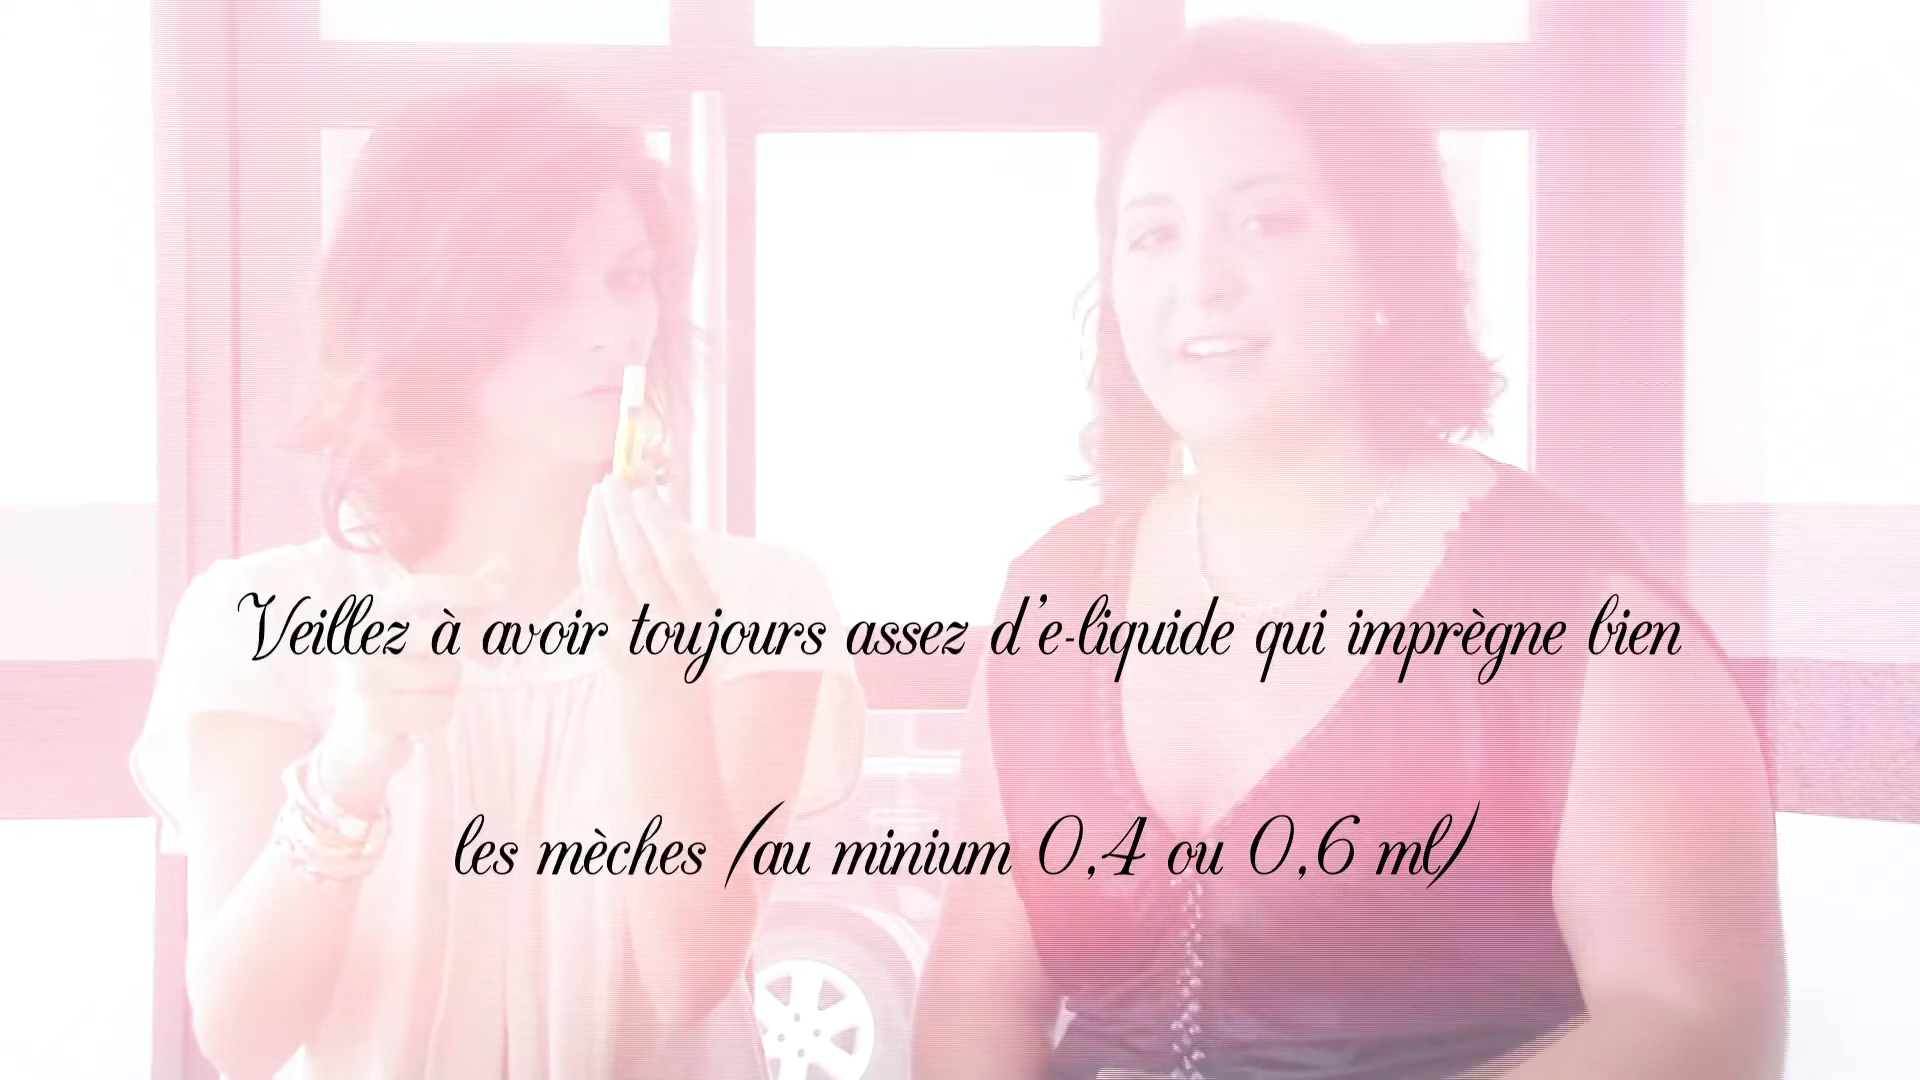 Veillez à avoir toujours assez d'e-liquide qui imprègne bien
les mèches (au minium 0,4 ou 0,6 ml)